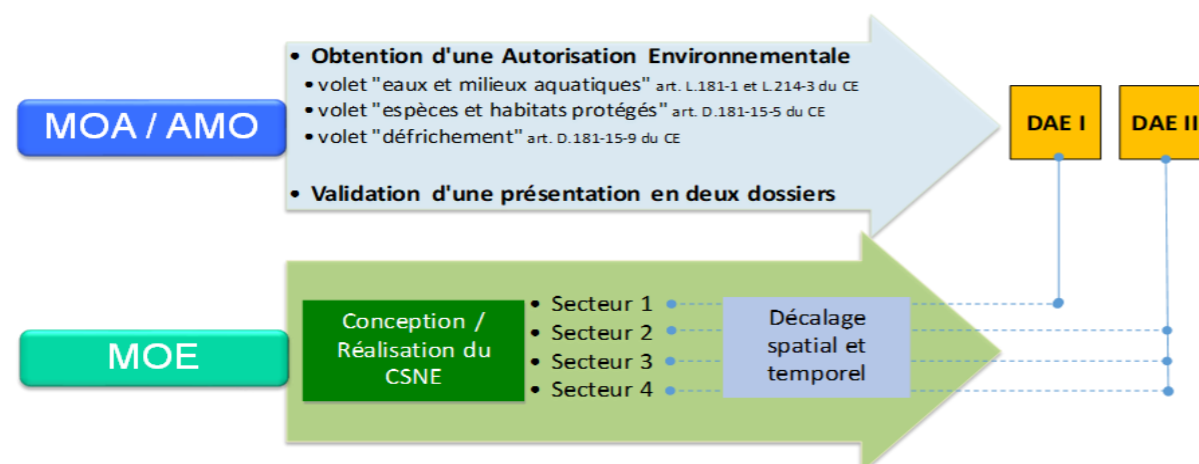 MOA / AMO
• Obtention d'une Autorisation Environnementale
• volet "eaux et milieux aquatiques" art. L.181-1 et L.214-3 du CE
• volet "espèces et habitats protégés" art. D.181-15-5 du CE
• volet "défrichement" art. D.181-15-9 du CE
• Validation d'une présentation en deux dossiers
DAE I
DAE II
MOE
Conception /
Réalisation du
CSNE
• Secteur 1
• Secteur 2
• Secteur 3
• Secteur 4
Décalage
spatial et
temporel